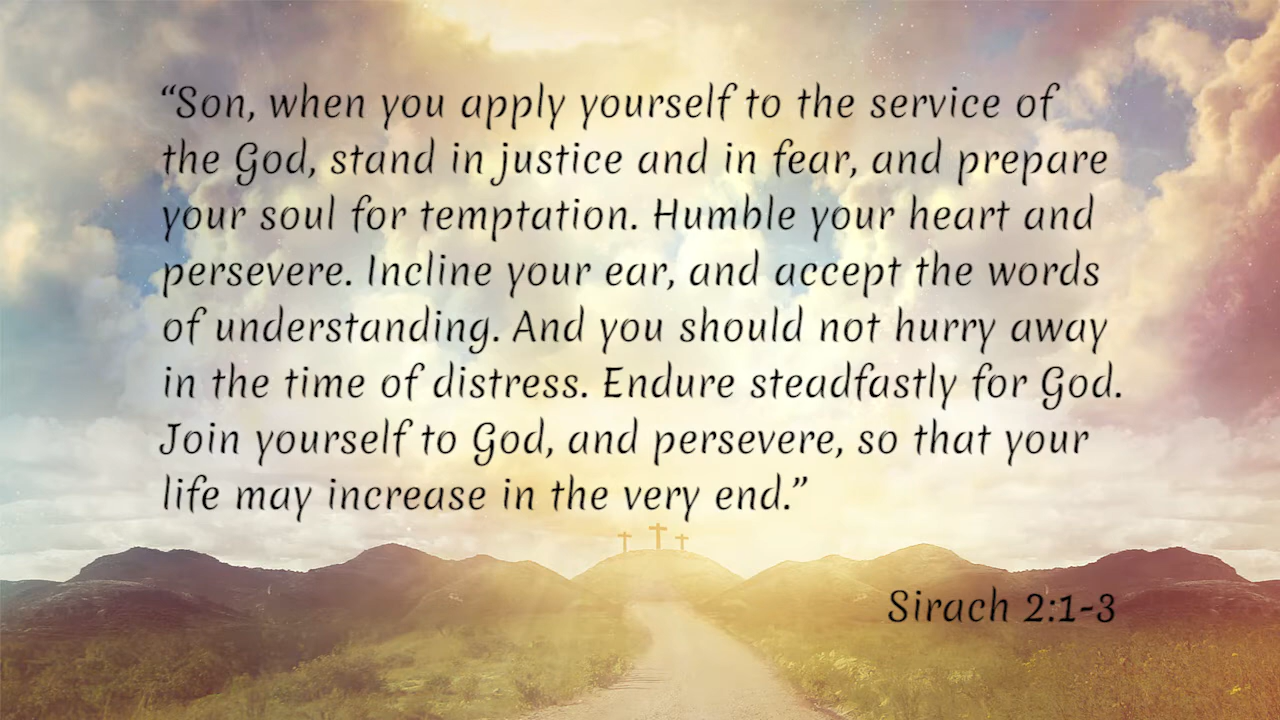 “Son, when you apply yourself to the service of
the God, stand in justice and in fear, and prepare
your soul for temptation. Humble your heart and
persevere. Incline your ear, and accept the words
of understanding. And you should not hurry away
in the time of distress. Endure steadfastly for God.
Join yourself to God, and persevere, so that your
life may increase in the very end.”
Sirach 2:1-3